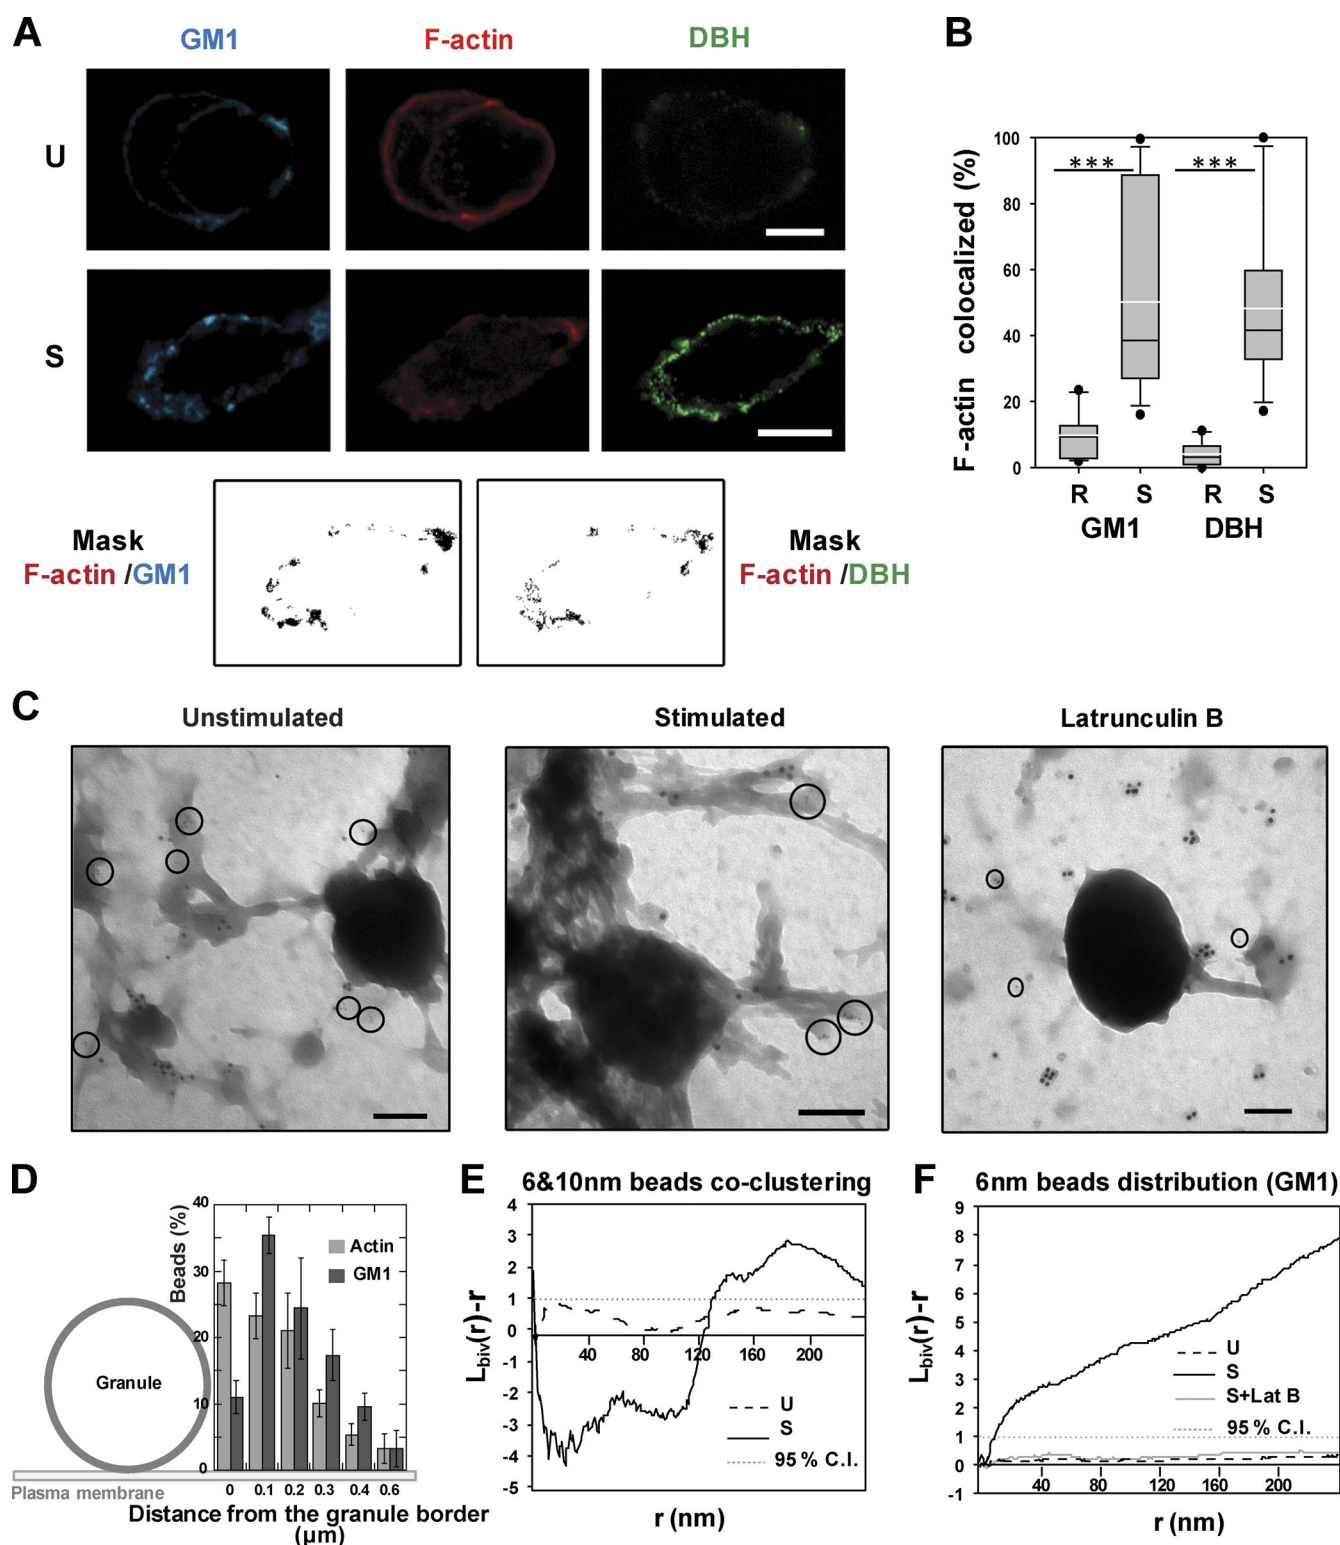 A
GM1
F-actin
DBH
U
S
Mask
F-actin /GM1
Mask
F-actin /DBH
B
F-actin colocalized (%)
100
80
60
40
20
0
***
***
R
S
R
S
GM1
DBH
C
Unstimulated
Stimulated
Latrunculin B
D
Beads (%)
40
30
20
10
0
Actin
GM1
Granule
Plasma membrane
0
0.1
0.2
0.3
0.4
0.6
Distance from the granule border
(µm)
E
6&10nm beads co-clustering
Lbiv(r)-r
4
3
2
1
0
-1
-2
-3
-4
-5
40
80
120
160
200
U
S
95 % C.I.
r (nm)
F
6nm beads distribution (GM1)
Lbiv(r)-r
9
8
7
6
5
4
3
2
1
0
-1
U
S
S+Lat B
95 % C.I.
40
80
120
160
200
r (nm)